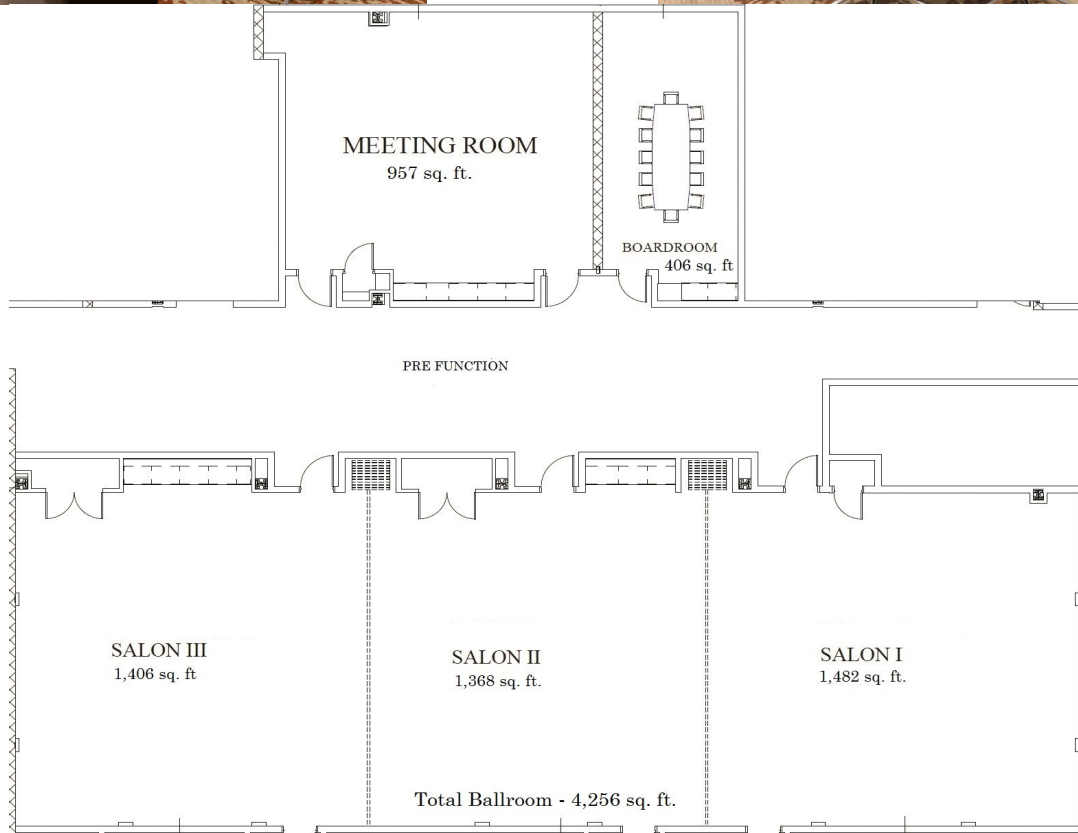 MEETING ROOM
957 sq. ft.
BOARDROOM
406 sq. ft
PRE FUNCTION
SALON III
1,406 sq. ft
SALON II
1,368 sq. ft.
SALON I
1,482 sq. ft.
Total Ballroom - 4,256 sq. ft.